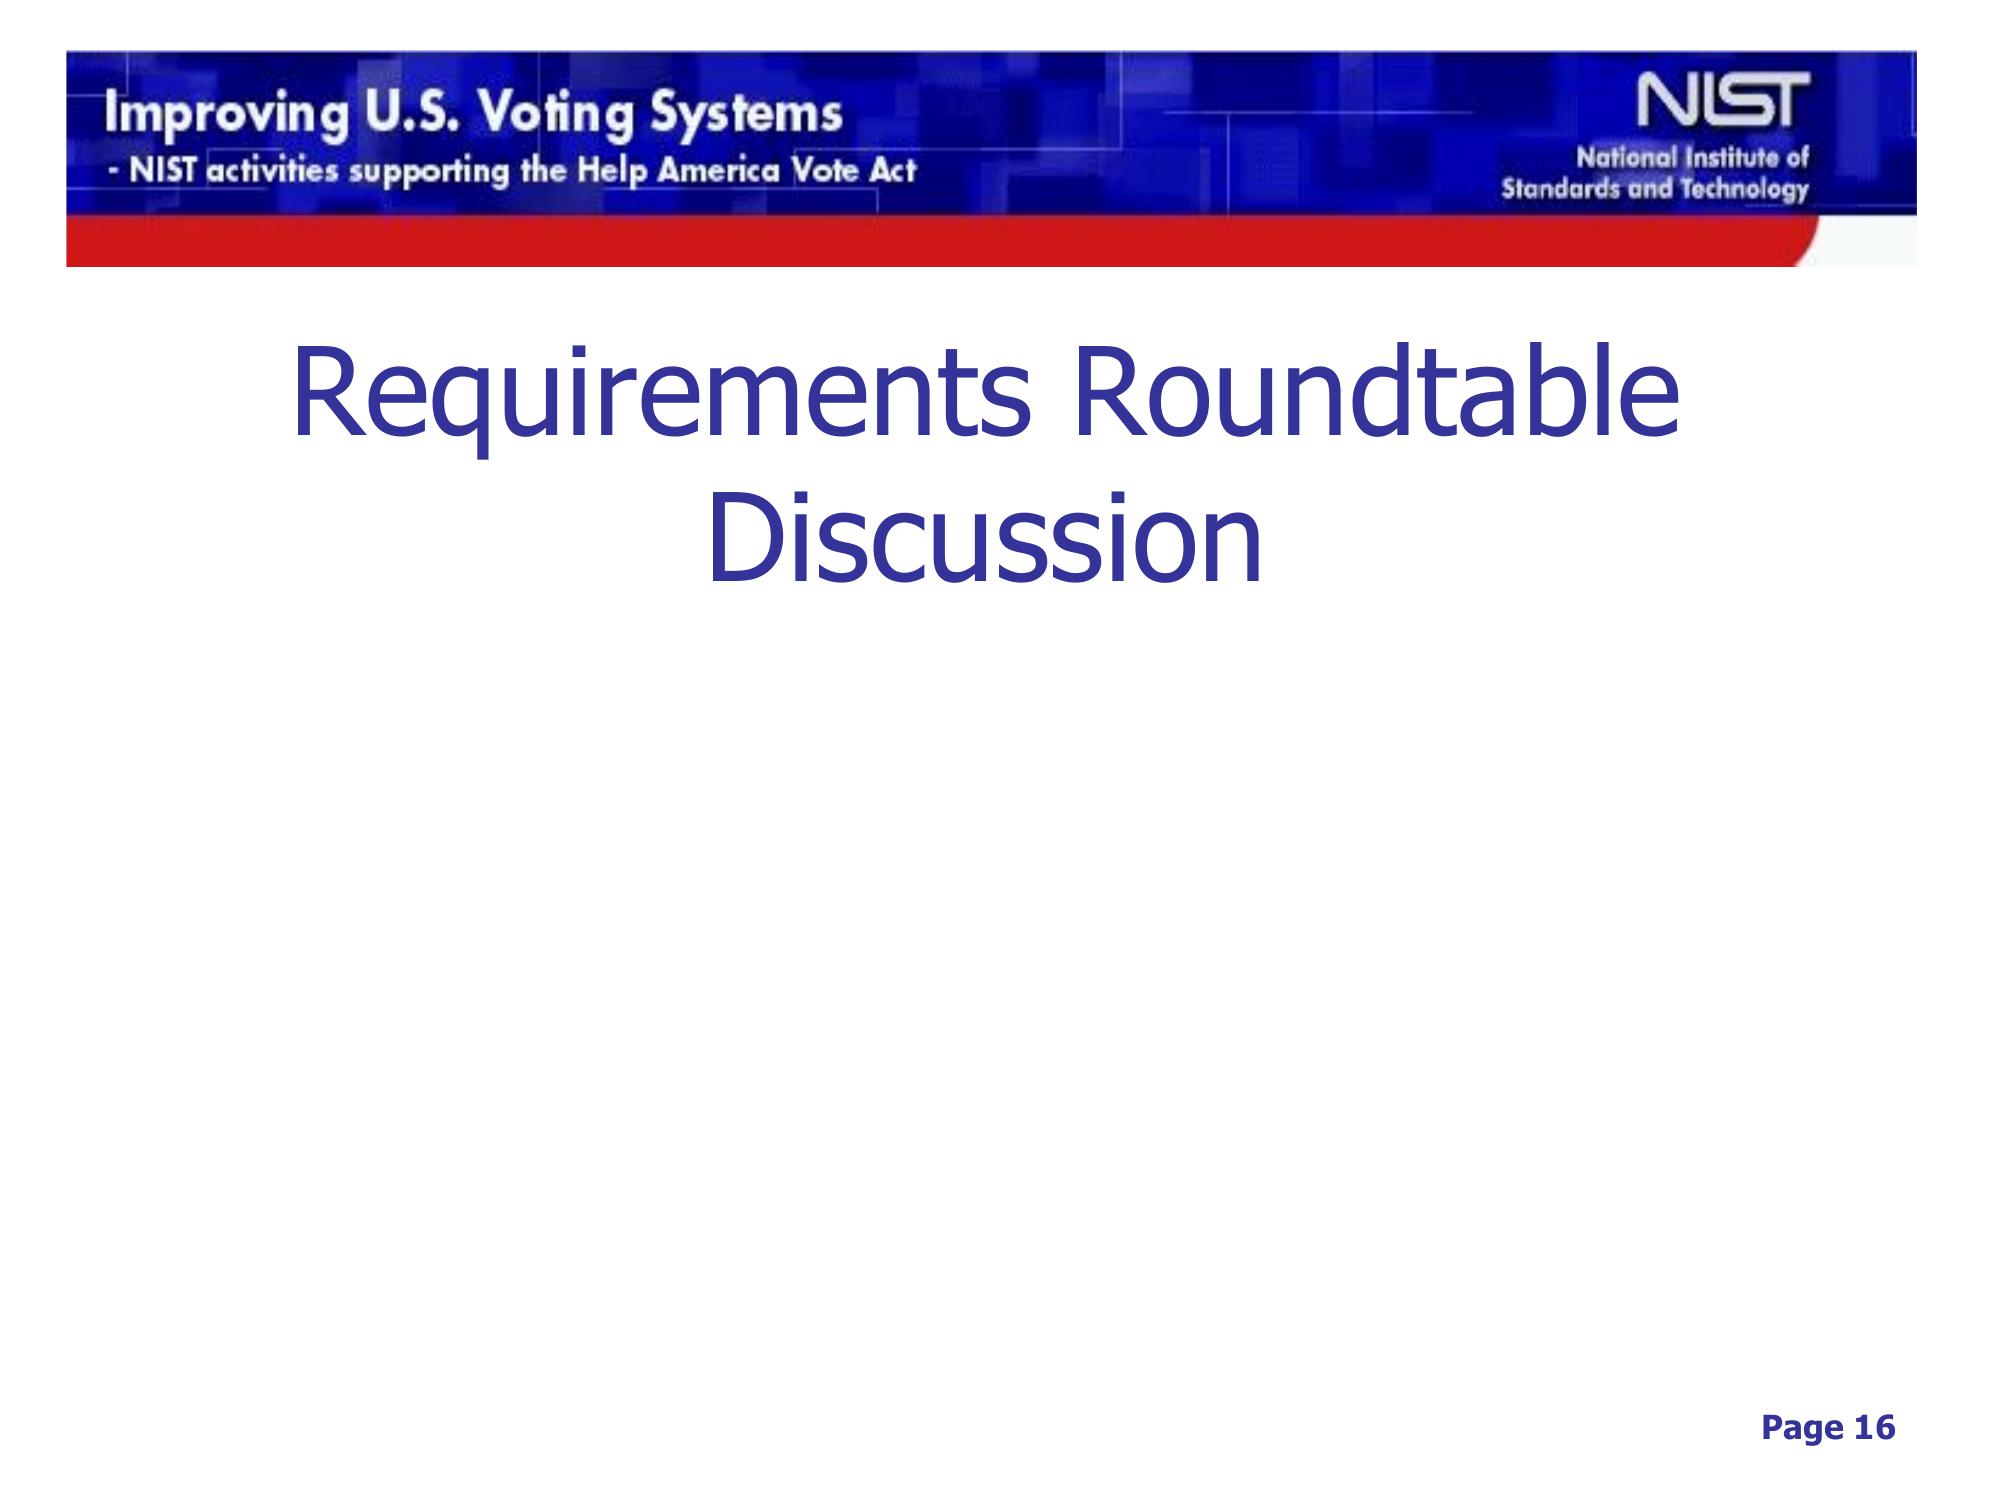 Improving U.S. Voting Systems
- NIST activities supporting the Help America Vote Act
NIST
National Institute of
Standards and Technology
Requirements Roundtable
Discussion
Page 16